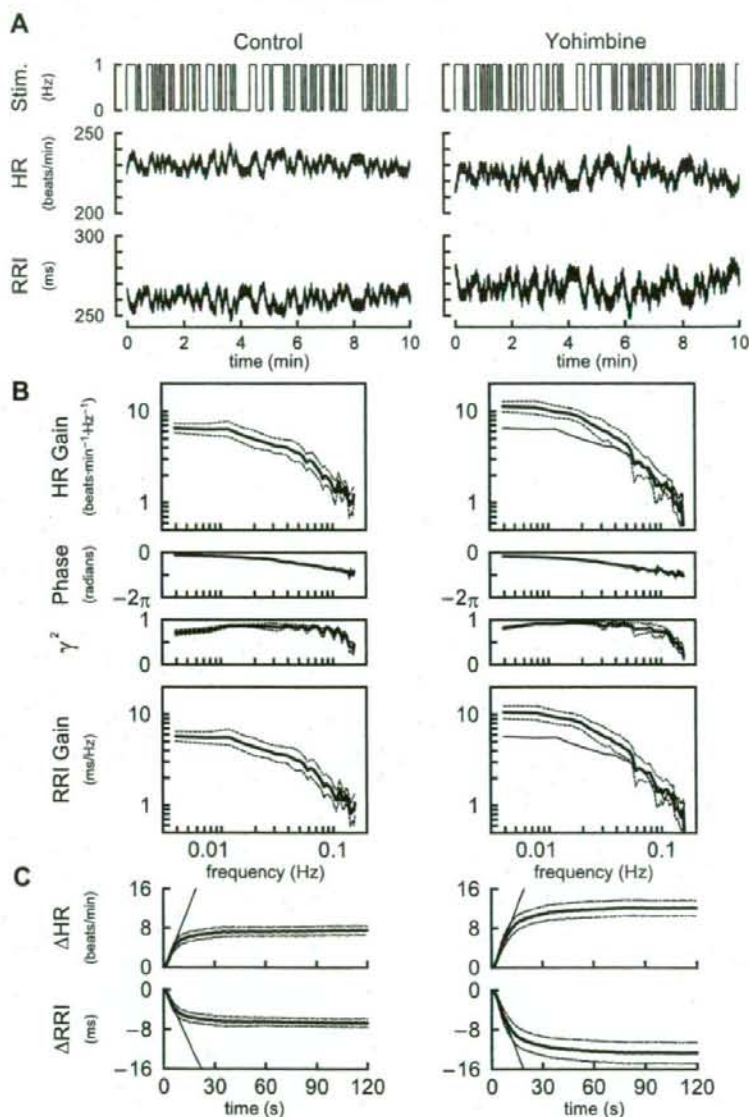 A
Control
Yohimbine
Stim.
(Hz)
1
0
HR
(beats/min)
250
200
RRI
(ms)
300
250
0 2 4 6 8 10
0 2 4 6 8 10
time (min)
time (min)
B
HR Gain
(beats·min⁻¹·Hz⁻¹)
10
1
10
1
Phase
(radians)
0
−2π
0
−2π
γ²
1
0
1
0
RRI Gain
(ms/Hz)
10
1
10
1
0.01 0.1
0.01 0.1
frequency (Hz)
frequency (Hz)
C
ΔHR
(beats/min)
16
8
0
16
8
0
ΔRRI
(ms)
0
−8
−16
0
−8
−16
0 30 60 90 120
0 30 60 90 120
time (s)
time (s)